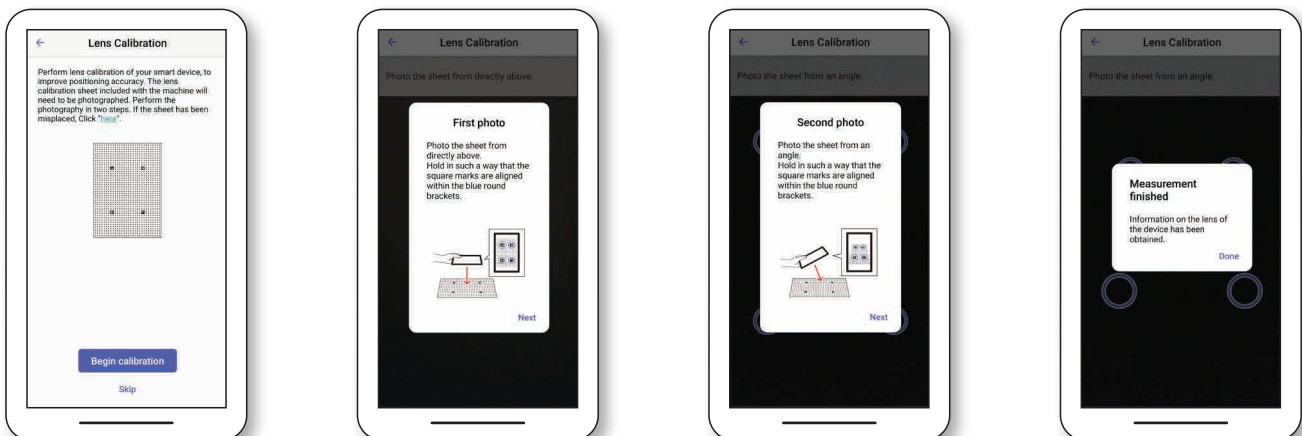 Lens Calibration
Perform lens calibration of your smart device, to
improve positioning accuracy. The lens
calibration sheet included with the machine will
need to be photographed. Perform the
photography in two steps. If the sheet has been
misplaced, Click "here".
Begin calibration
Skip
Lens Calibration
Photo the sheet from directly above.
First photo
Photo the sheet from
directly above.
Hold in such a way that the
square marks are aligned
within the blue round
brackets.
Next
Lens Calibration
Photo the sheet from an angle.
Second photo
Photo the sheet from an
angle.
Hold in such a way that the
square marks are aligned
within the blue round
brackets.
Next
Lens Calibration
Photo the sheet from an angle.
Measurement
finished
Information on the lens of
the device has been
obtained.
Done